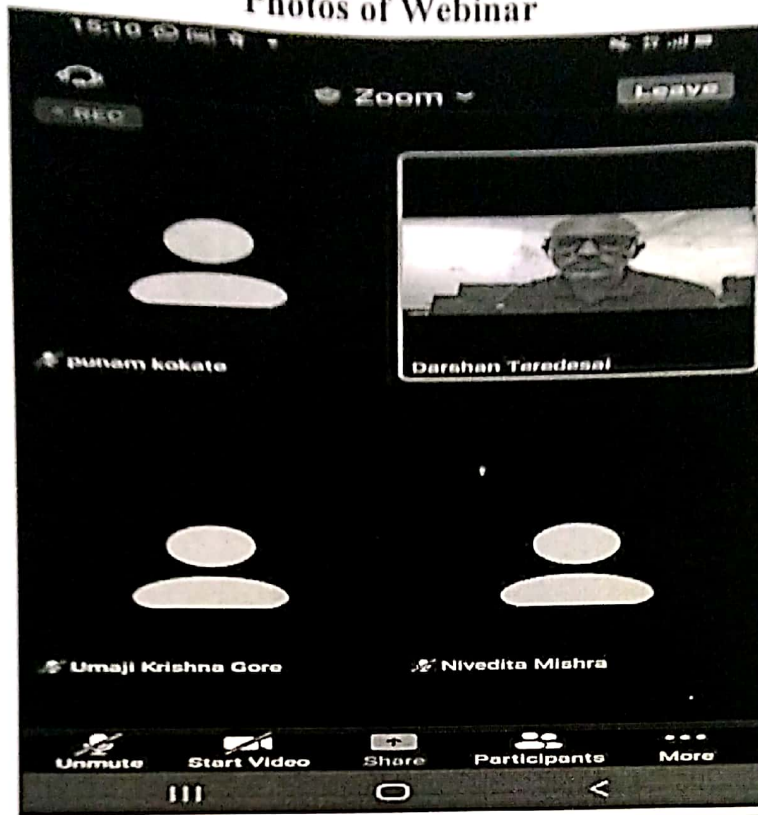 Photos of Webinar
15:10
REC
Zoom
Leave
punam kokate
Darshan Teredesai
Umaji Krishna Gore
Nivedita Mishra
Unmute Start Video Share Participants More